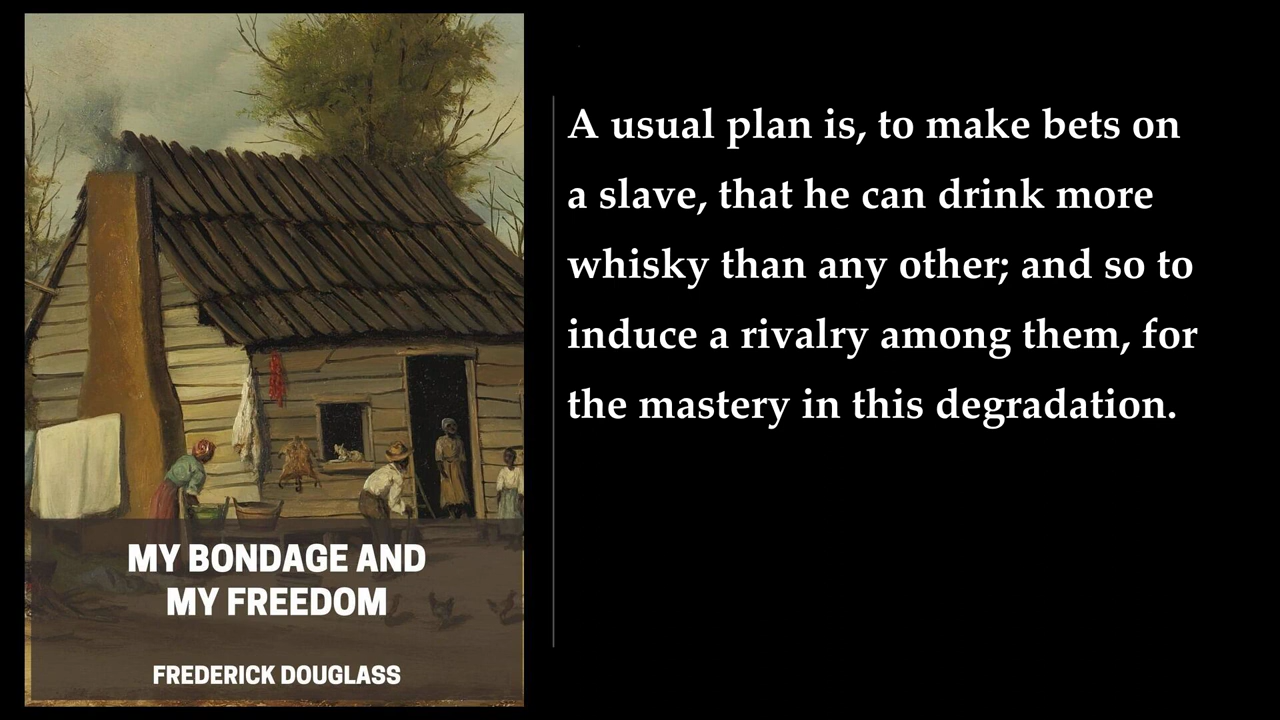 MY BONDAGE AND
MY FREEDOM
FREDERICK DOUGLASS
A usual plan is, to make bets on
a slave, that he can drink more
whisky than any other; and so to
induce a rivalry among them, for
the mastery in this degradation.